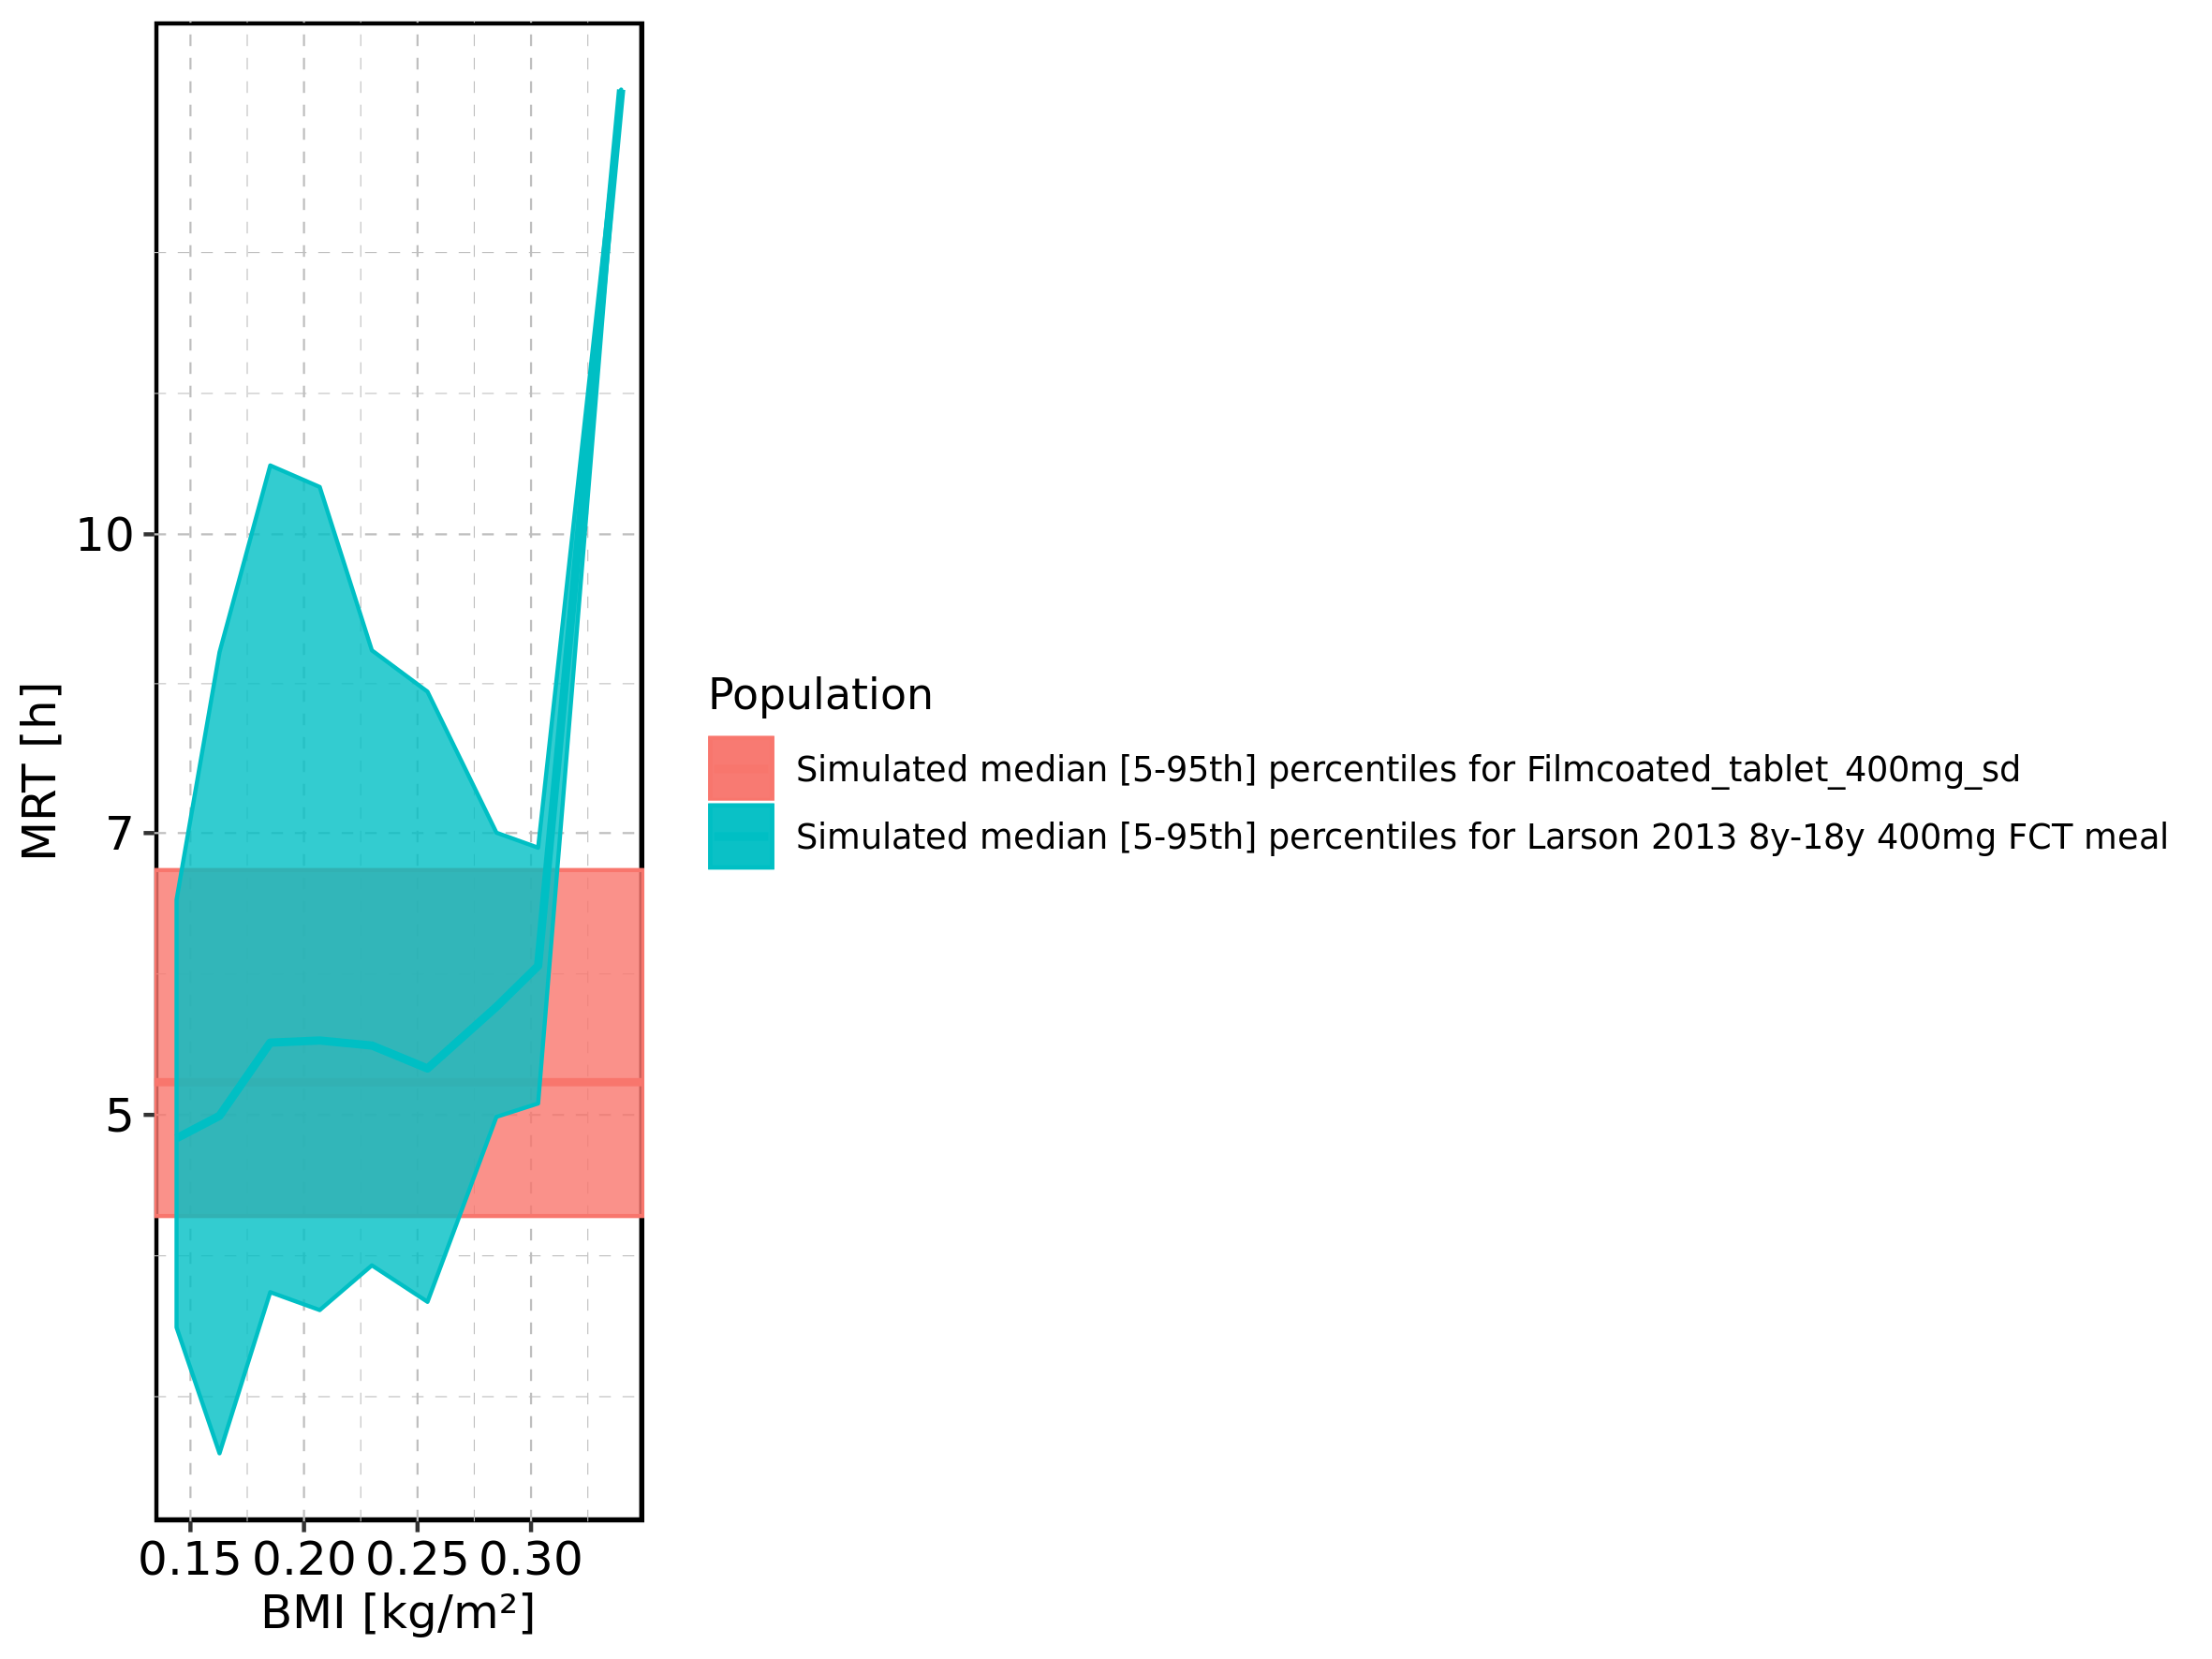 10
7
5
MRT [h]
0.15 0.20 0.25 0.30
BMI [kg/m²]
Population
Simulated median [5-95th] percentiles for Filmcoated_tablet_400mg_sd
Simulated median [5-95th] percentiles for Larson 2013 8y-18y 400mg FCT meal